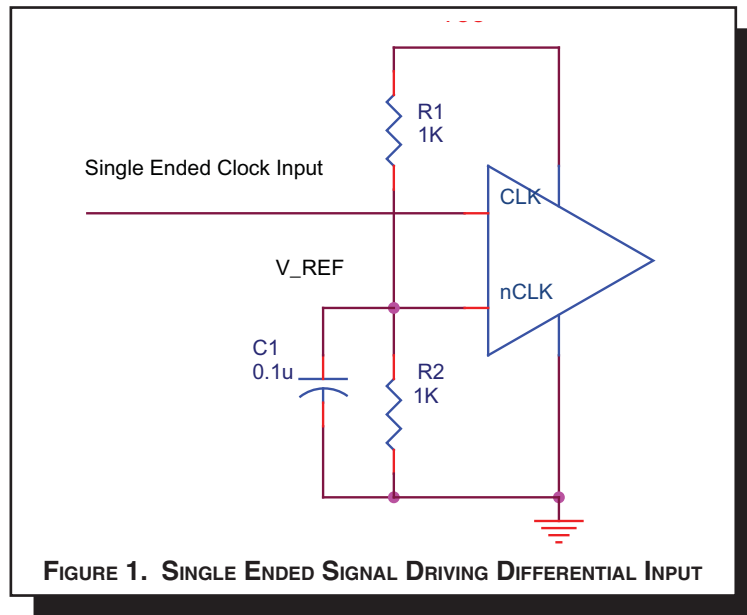 R1
1K
Single Ended Clock Input
CLK
V_REF
nCLK
C1
0.1u
R2
1K
FIGURE 1. SINGLE ENDED SIGNAL DRIVING DIFFERENTIAL INPUT